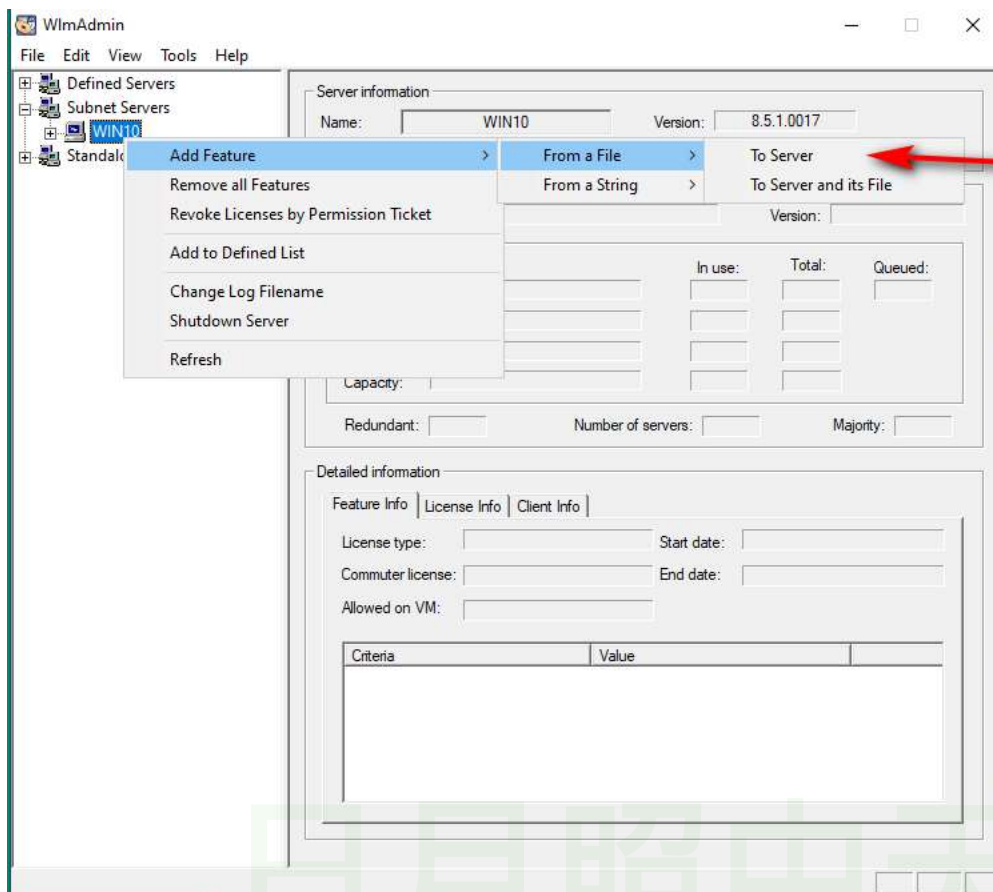 WlmAdmin
File Edit View Tools Help
Defined Servers
Subnet Servers
WIN10
Server information
Name: WIN10 Version: 8.5.1.0017
Add Feature > From a File > To Server
Remove all Features From a String > To Server and its File
Revoke Licenses by Permission Ticket
Version:
Add to Defined List
In use: Total: Queued:
Change Log Filename
Shutdown Server
Refresh
Capacity:
Redundant: Number of servers: Majority:
Detailed information
Feature Info License Info Client Info
License type: Start date:
Commuter license: End date:
Allowed on VM:
Criteria Value